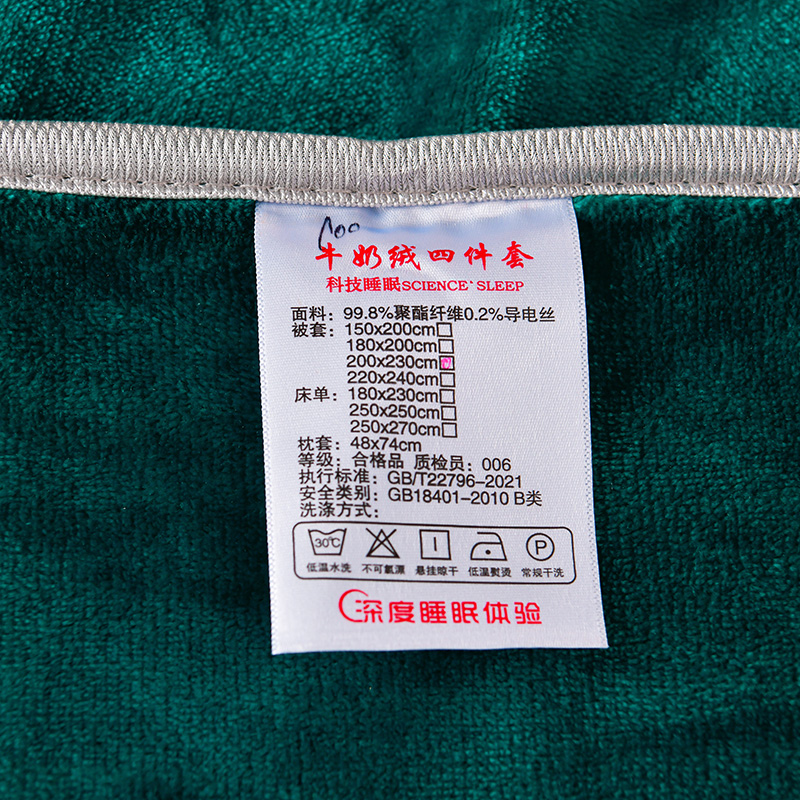 牛奶绒四件套
科技睡眠SCIENCE`SLEEP
面料：99.8%聚酯纤维0.2%导电丝
被套：150x200cm
180x200cm
200x230cm
220x240cm
床单：180x230cm
250x250cm
250x270cm
枕套：48x74cm
等级：合格品 质检员：006
执行标准：GB/T22796-2021
安全类别：GB18401-2010 B类
洗涤方式：
30℃ P
低温水洗 不可氯漂 悬挂晾干 低温熨烫 常规干洗
深度睡眠体验